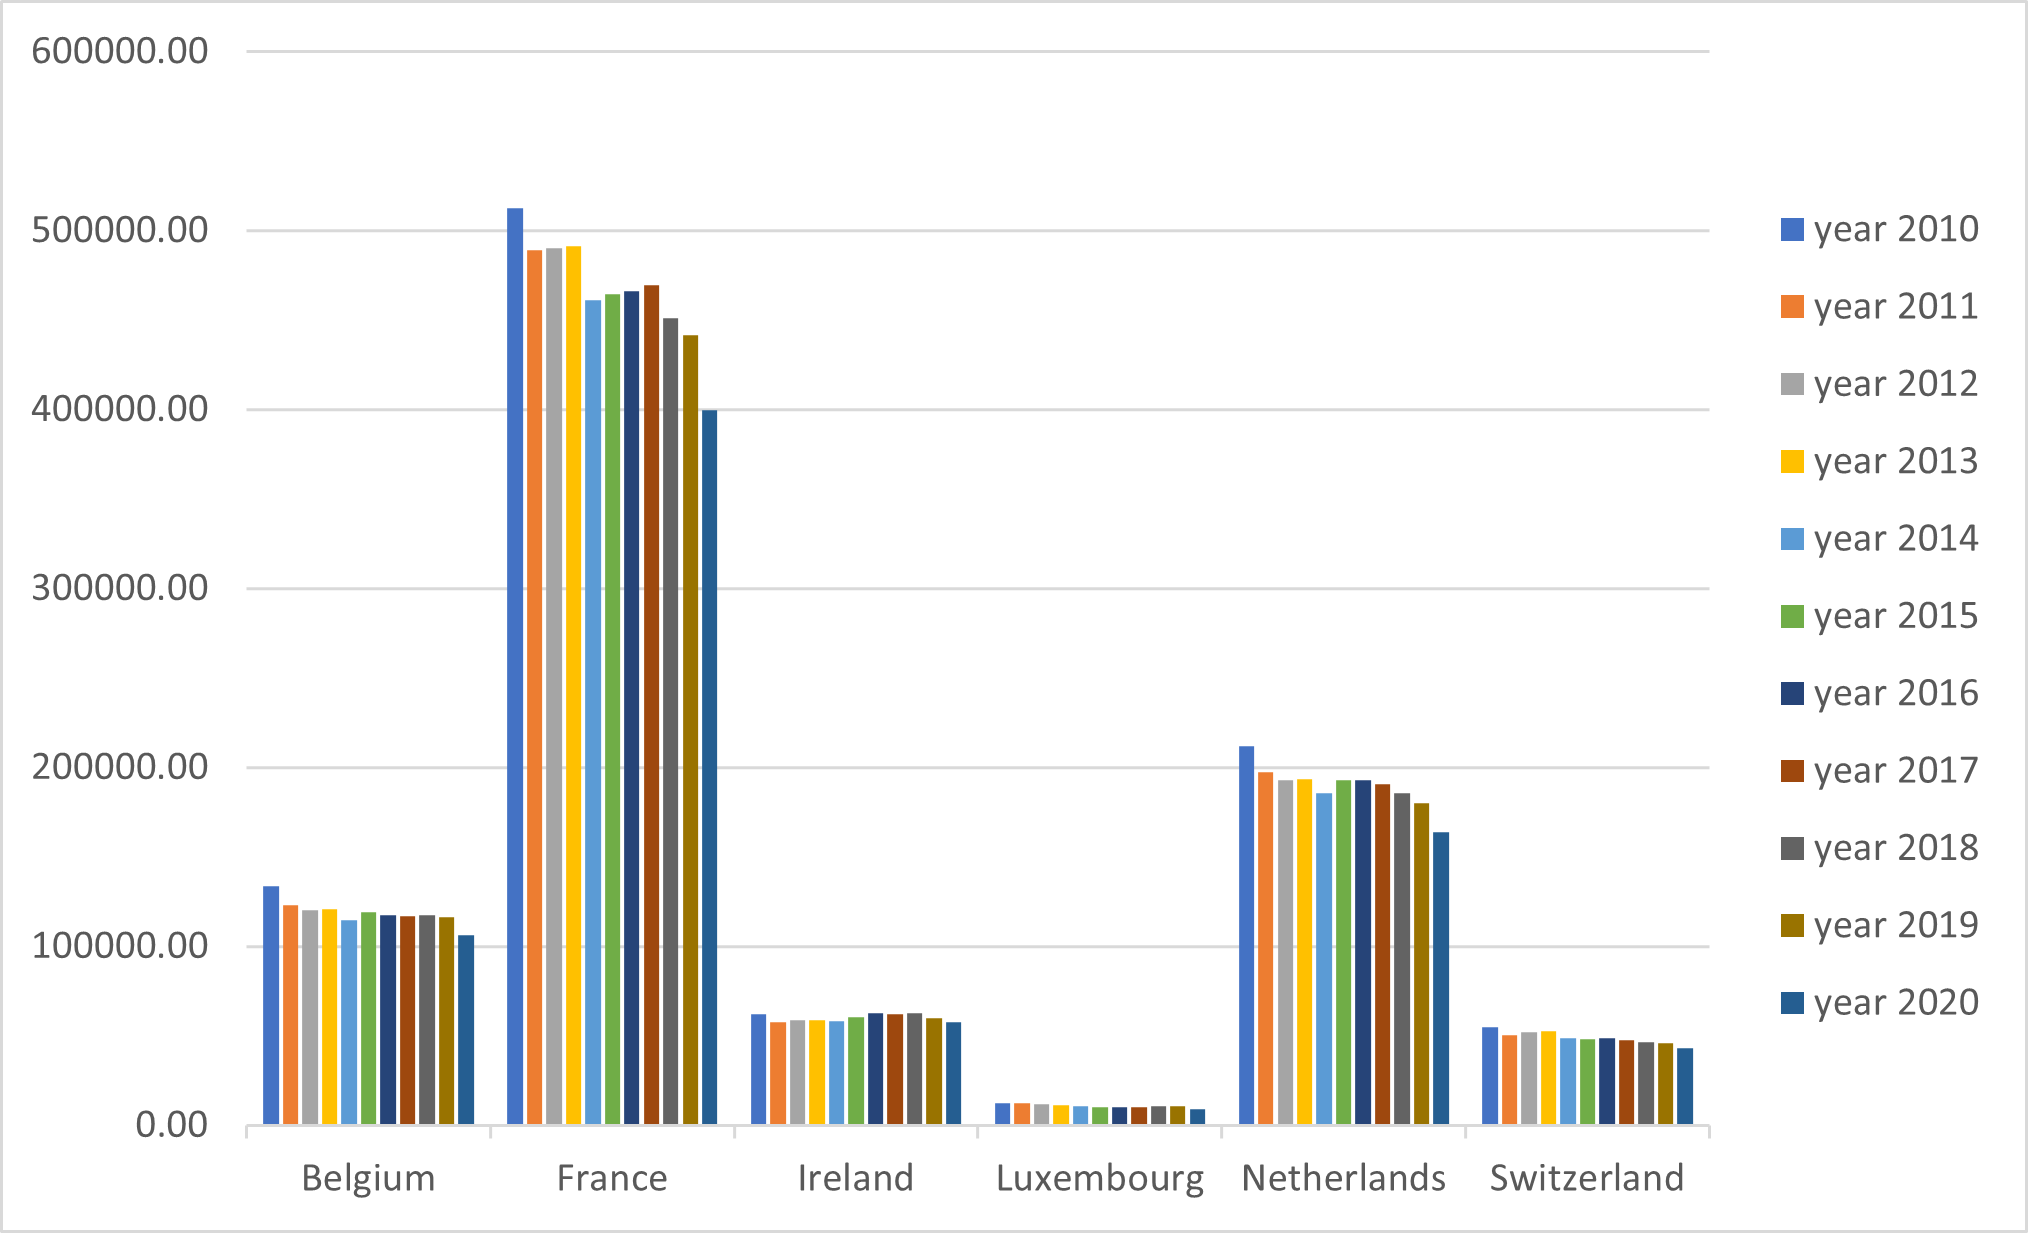 600000.00
500000.00
400000.00
300000.00
200000.00
100000.00
0.00
Belgium
France
Ireland
Luxembourg
Netherlands
Switzerland
year 2010
year 2011
year 2012
year 2013
year 2014
year 2015
year 2016
year 2017
year 2018
year 2019
year 2020